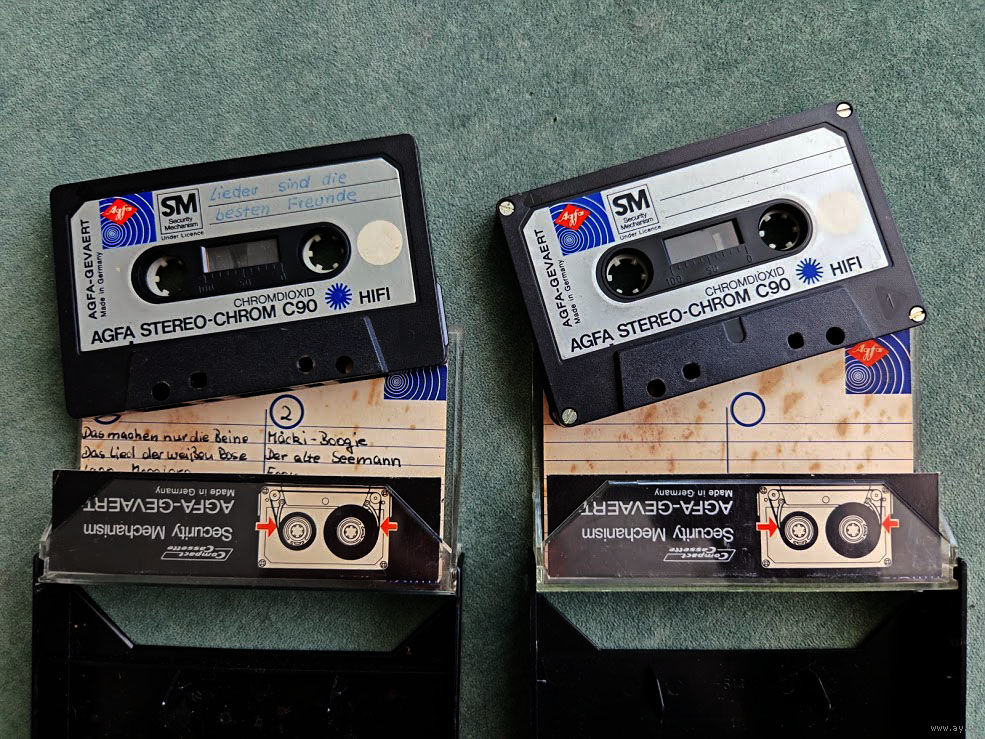 Agfa
SM
Security
Mechanism
Under Licence
Lieder sind die
besten Freunde
AGFA-GEVAERT
Made in Germany
100 50 0
CHROMDIOXID
AGFA STEREO-CHROM C90
HIFI
2
Das machen nur die Beine
Mäcki-Boogie
Das Lied der weißen Rose
Der alte Seemann
Made in Germany
AGFA-GEVAERT
Security Mechanism
Compact
Cassette
Agfa
SM
Security
Mechanism
Under Licence
AGFA-GEVAERT
Made in Germany
100 50 0
CHROMDIOXID
AGFA STEREO-CHROM C90
HIFI
1
Agfa
Made in Germany
AGFA-GEVAERT
Security Mechanism
Compact
Cassette